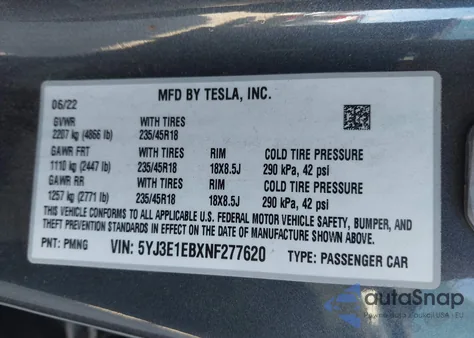 MFD BY TESLA, INC.
06/22
GVWR WITH TIRES
2207 kg (4866 lb) 235/45R18
GAWR FRT WITH TIRES RIM COLD TIRE PRESSURE
1110 kg (2447 lb) 235/45R18 18X8.5J 290 kPa, 42 psi
GAWR RR WITH TIRES RIM COLD TIRE PRESSURE
1257 kg (2771 lb) 235/45R18 18X8.5J 290 kPa, 42 psi
THIS VEHICLE CONFORMS TO ALL APPLICABLE U.S. FEDERAL MOTOR VEHICLE SAFETY, BUMPER, AND
THEFT PREVENTION STANDARDS IN EFFECT ON THE DATE OF MANUFACTURE SHOWN ABOVE.
PNT: PMNG VIN: 5YJ3E1EBXNF277620 TYPE: PASSENGER CAR
autoSnap